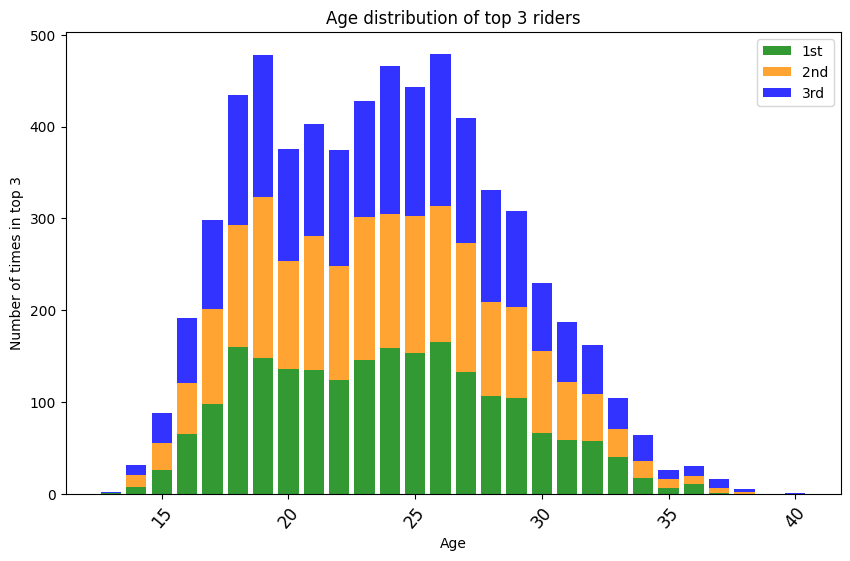 Age distribution of top 3 riders
500
400
300
200
100
0
Number of times in top 3
1st
2nd
3rd
15
20
25
30
35
40
Age